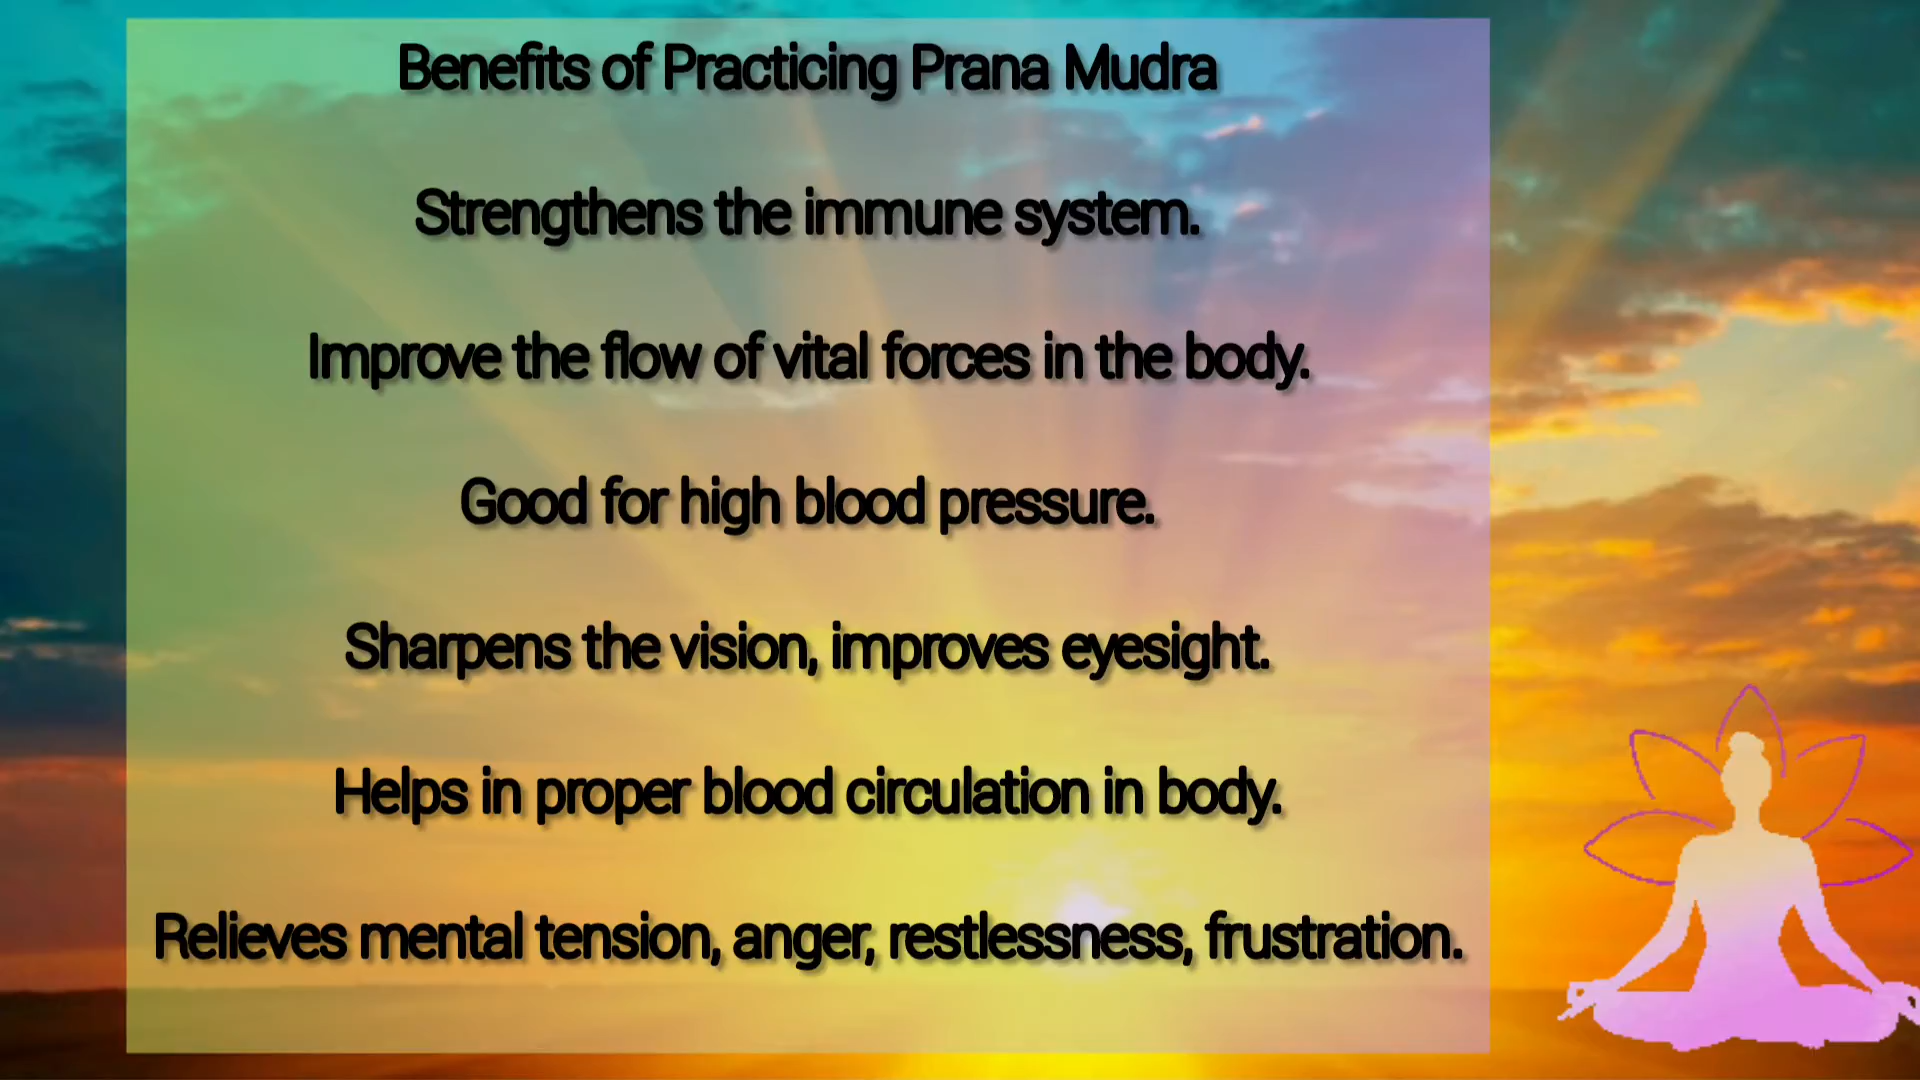 Benefits of Practicing Prana Mudra
Strengthens the immune system.
Improve the flow of vital forces in the body.
Good for high blood pressure.
Sharpens the vision, improves eyesight.
Helps in proper blood circulation in body.
Relieves mental tension, anger, restlessness, frustration.